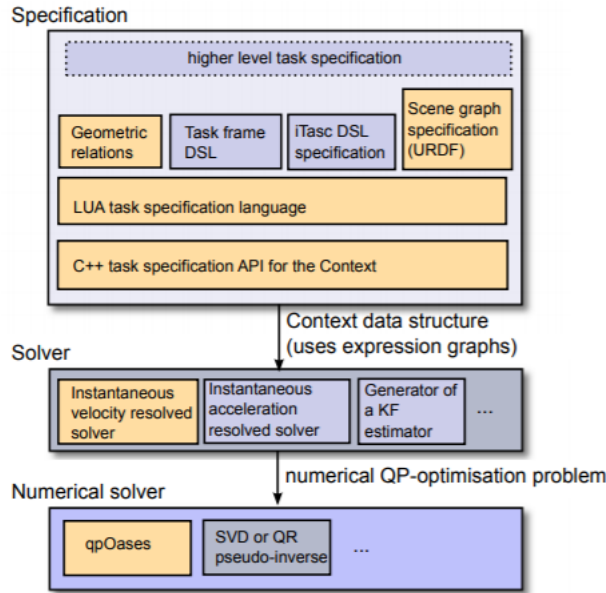 Specification
higher level task specification
Geometric
relations
Task frame
DSL
iTasc DSL
specification
Scene graph
specification
(URDF)
LUA task specification language
C++ task specification API for the Context
Context data structure
(uses expression graphs)
Solver
Instantaneous
velocity resolved
solver
Instantaneous
acceleration
resolved solver
Generator of
a KF
estimator
...
numerical QP-optimisation problem
Numerical solver
qpOases
SVD or QR
pseudo-inverse
...